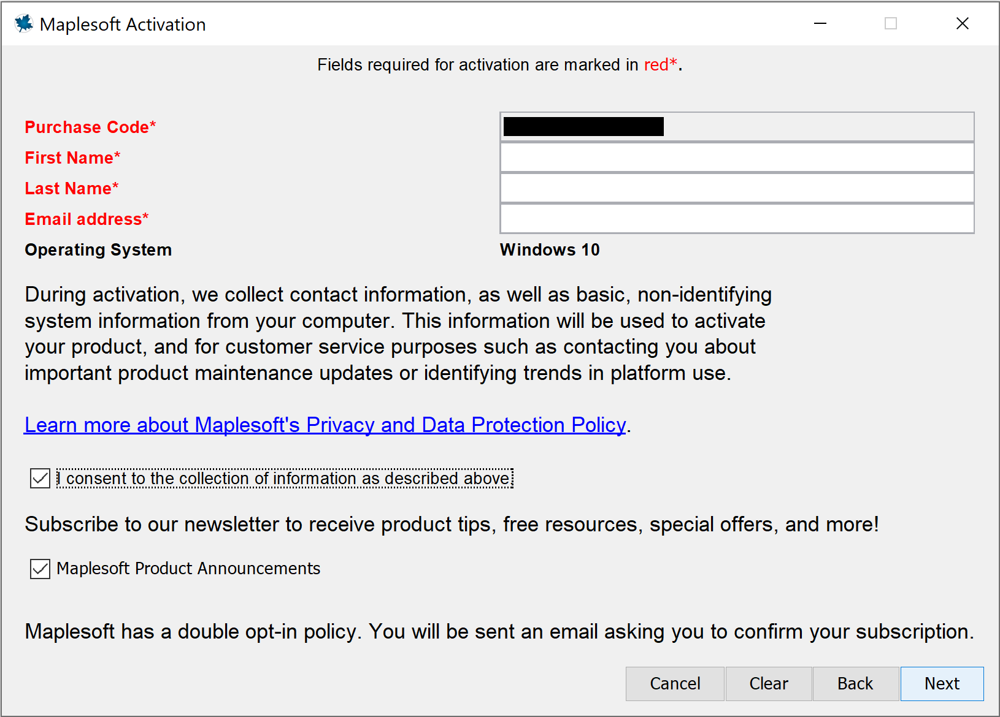 Maplesoft Activation
Fields required for activation are marked in red*.
Purchase Code*
First Name*
Last Name*
Email address*
Operating System Windows 10
During activation, we collect contact information, as well as basic, non-identifying
system information from your computer. This information will be used to activate
your product, and for customer service purposes such as contacting you about
important product maintenance updates or identifying trends in platform use.
Learn more about Maplesoft's Privacy and Data Protection Policy.
I consent to the collection of information as described above.
Subscribe to our newsletter to receive product tips, free resources, special offers, and more!
Maplesoft Product Announcements
Maplesoft has a double opt-in policy. You will be sent an email asking you to confirm your subscription.
Cancel Clear Back Next